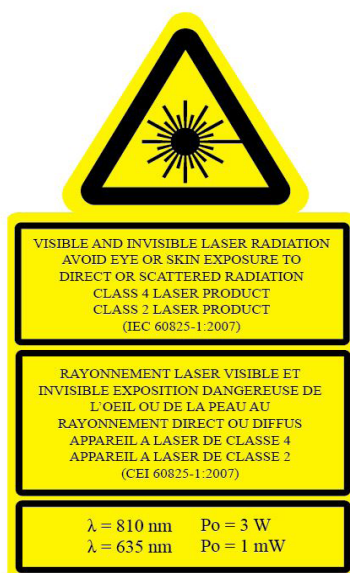 VISIBLE AND INVISIBLE LASER RADIATION
AVOID EYE OR SKIN EXPOSURE TO
DIRECT OR SCATTERED RADIATION
CLASS 4 LASER PRODUCT
CLASS 2 LASER PRODUCT
(IEC 60825-1:2007)
RAYONNEMENT LASER VISIBLE ET
INVISIBLE EXPOSITION DANGEREUSE DE
L`OEIL OU DE LA PEAU AU
RAYONNEMENT DIRECT OU DIFFUS
APPAREIL A LASER DE CLASSE 4
APPAREIL A LASER DE CLASSE 2
(CEI 60825-1:2007)
λ = 810 nm Po = 3 W
λ = 635 nm Po = 1 mW